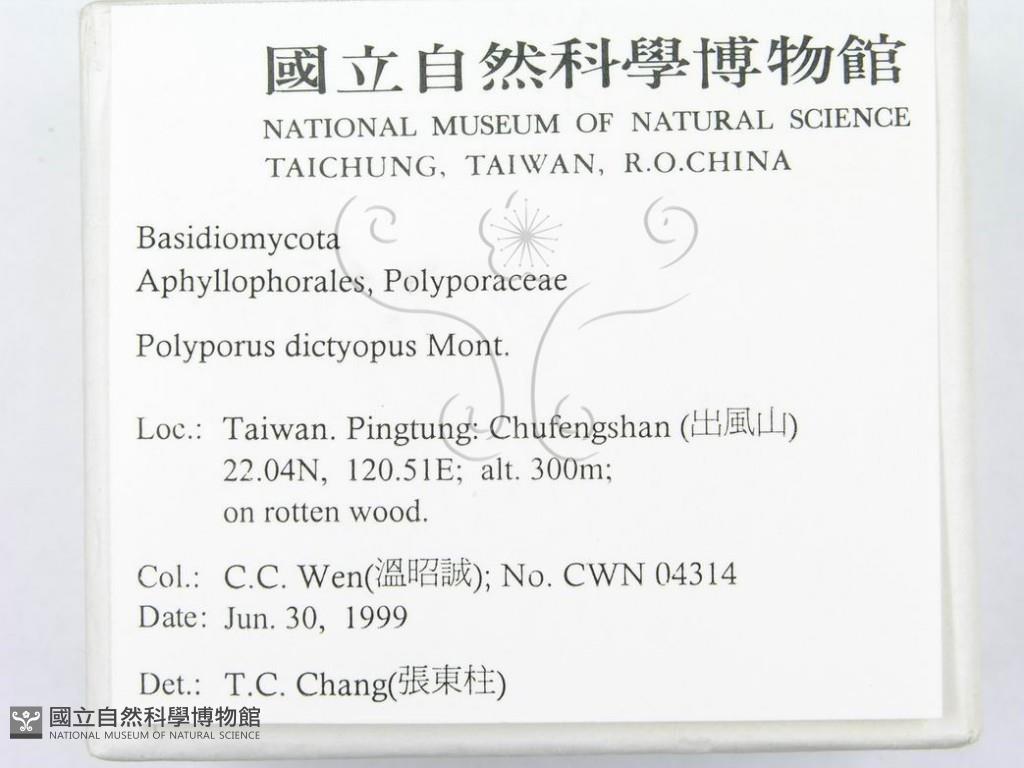 國立自然科學博物館
NATIONAL MUSEUM OF NATURAL SCIENCE
TAICHUNG, TAIWAN, R.O.CHINA
Basidiomycota
Aphyllophorales, Polyporaceae
Polyporus dictyopus Mont.
Loc.: Taiwan. Pingtung: Chufengshan (出風山)
22.04N, 120.51E; alt. 300m;
on rotten wood.
Col.: C.C. Wen(溫昭誠); No. CWN 04314
Date: Jun. 30, 1999
Det.: T.C. Chang(張東柱)
國立自然科學博物館
NATIONAL MUSEUM OF NATURAL SCIENCE